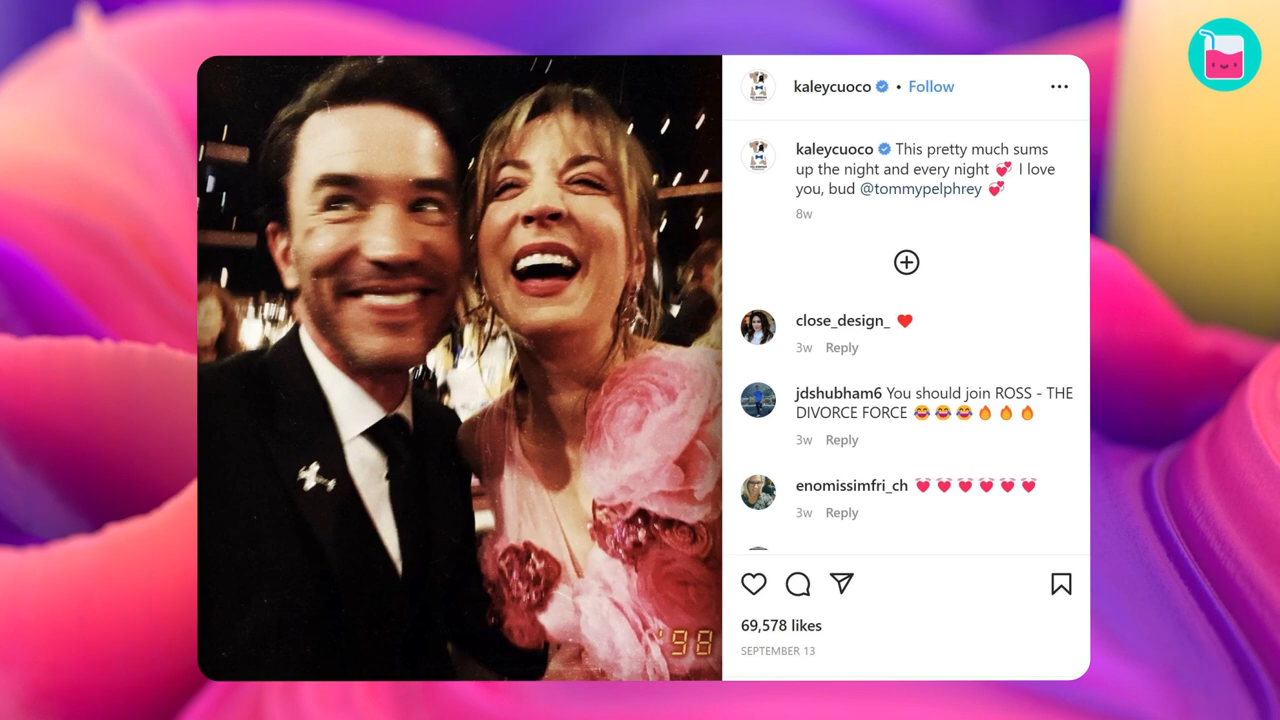 kaleycuoco • Follow
kaleycuoco This pretty much sums
up the night and every night 💞 I love
you, bud @tommypelphrey 💞
8w
close_design_ ❤️
3w Reply
jdshubham6 You should join ROSS - THE
DIVORCE FORCE 😂😂😂🔥🔥🔥
3w Reply
enomissimfri_ch 💓💓💓💓💓💓
3w Reply
'98
69,578 likes
SEPTEMBER 13